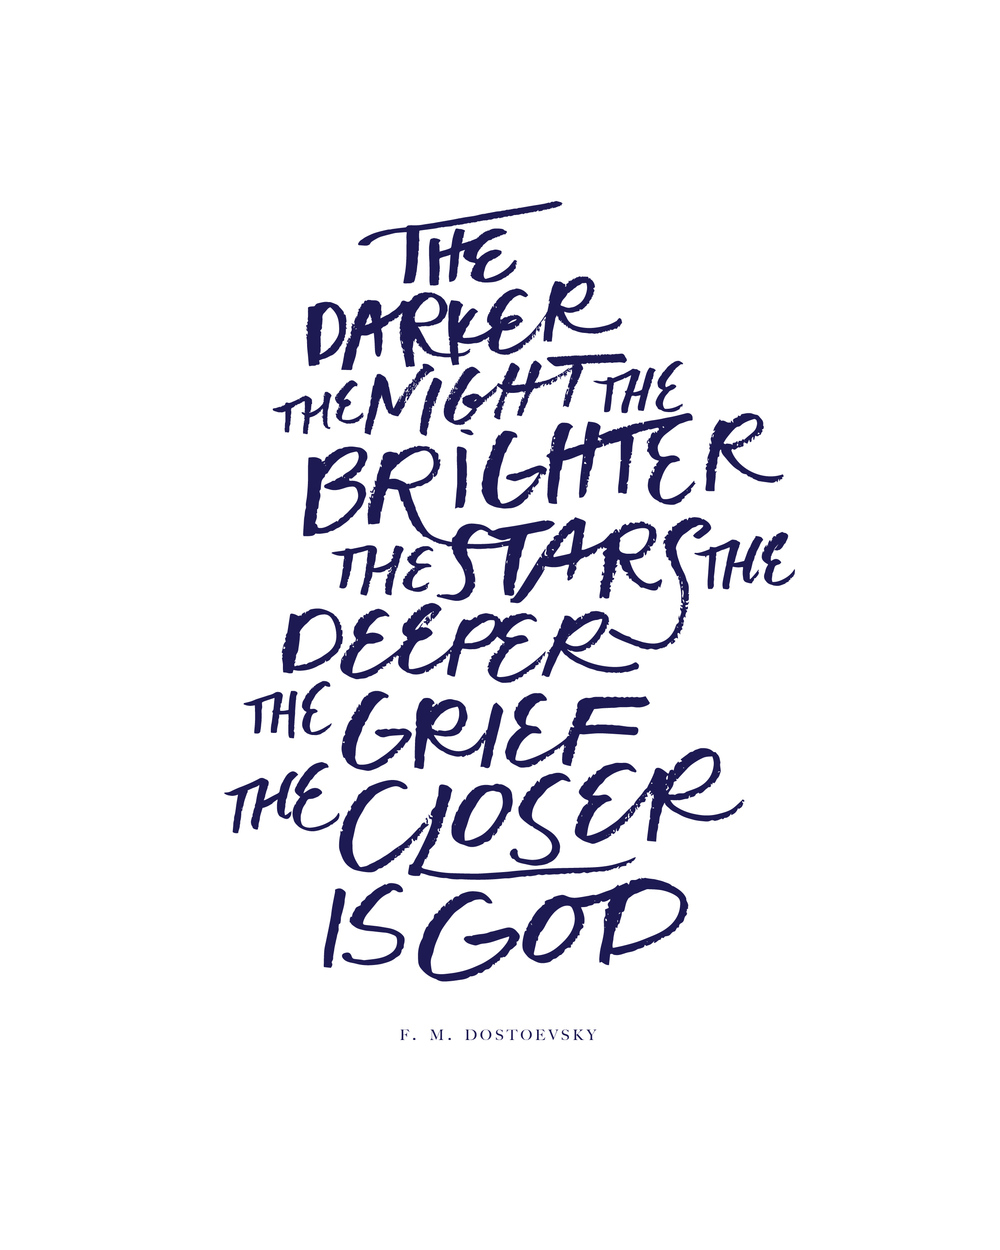 THE
DARKER
THE NIGHT THE
BRIGHTER
THE STARS THE
DEEPER
THE GRIEF
THE CLOSER
IS GOD
F. M. DOSTOEVSKY